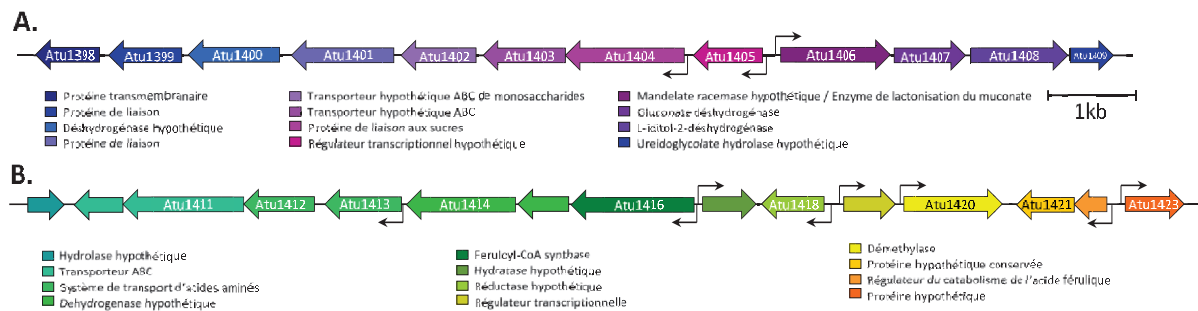 A.
Atu1398 Atu1399 Atu1400 Atu1401 Atu1402 Atu1403 Atu1404 Atu1405 Atu1406 Atu1407 Atu1408 Atu1409
Protéine transmembranaire
Protéine de liaison
Déshydrogénase hypothétique
Protéine de liaison
Transporteur hypothétique ABC de monosaccharides
Transporteur hypothétique ABC
Protéine de liaison aux sucres
Régulateur transcriptionnel hypothétique
Mandelate racemase hypothétique / Enzyme de lactonisation du muconate
Gluconate déshydrogénase
L-iditol-2-déshydrogénase
Ureidoglycolate hydrolase hypothétique
1kb
B.
Atu1411 Atu1412 Atu1413 Atu1414 Atu1416 Atu1418 Atu1420 Atu1421 Atu1423
Hydrolase hypothétique
Transporteur ABC
Système de transport d'acides aminés
Dehydrogenase hypothétique
Ferulcyl-CoA synthase
Hydratase hypothétique
Réductase hypothétique
Régulateur transcriptionnelle
Démethylase
Protéine hypothétique conservée
Régulateur du catabolisme de l'acide férulique
Protéine hypothétique